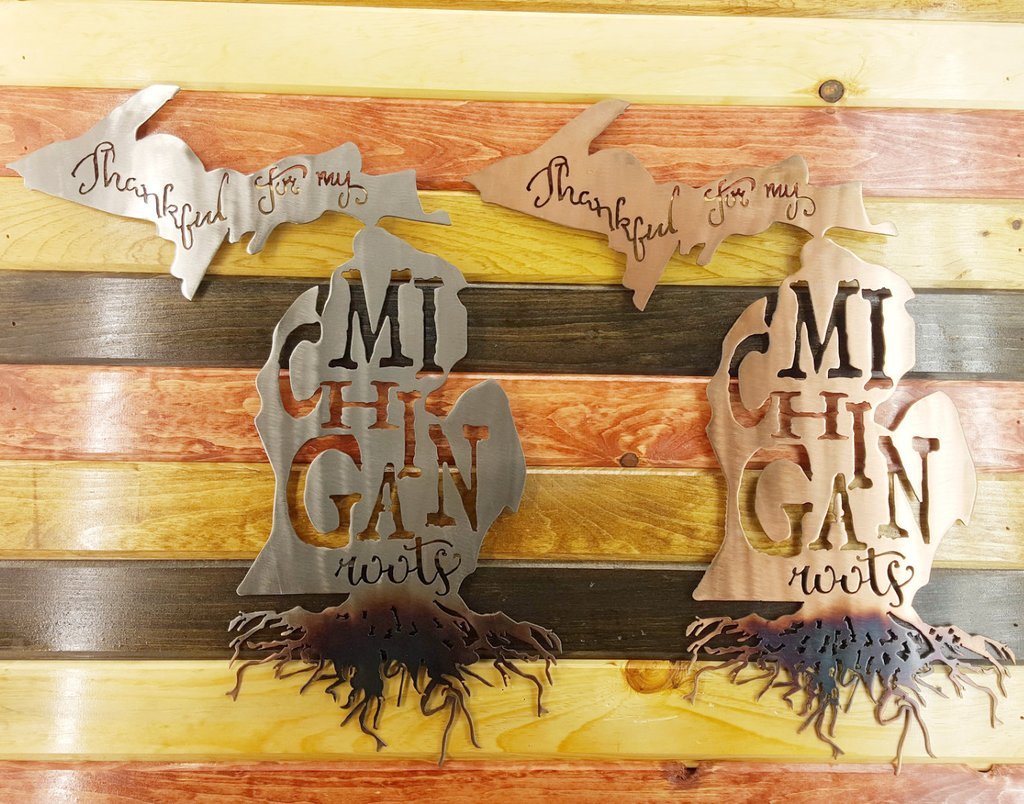 Thankful for my
MI
CHI
GAN
roots
Thankful for my
MI
CHI
GAN
roots